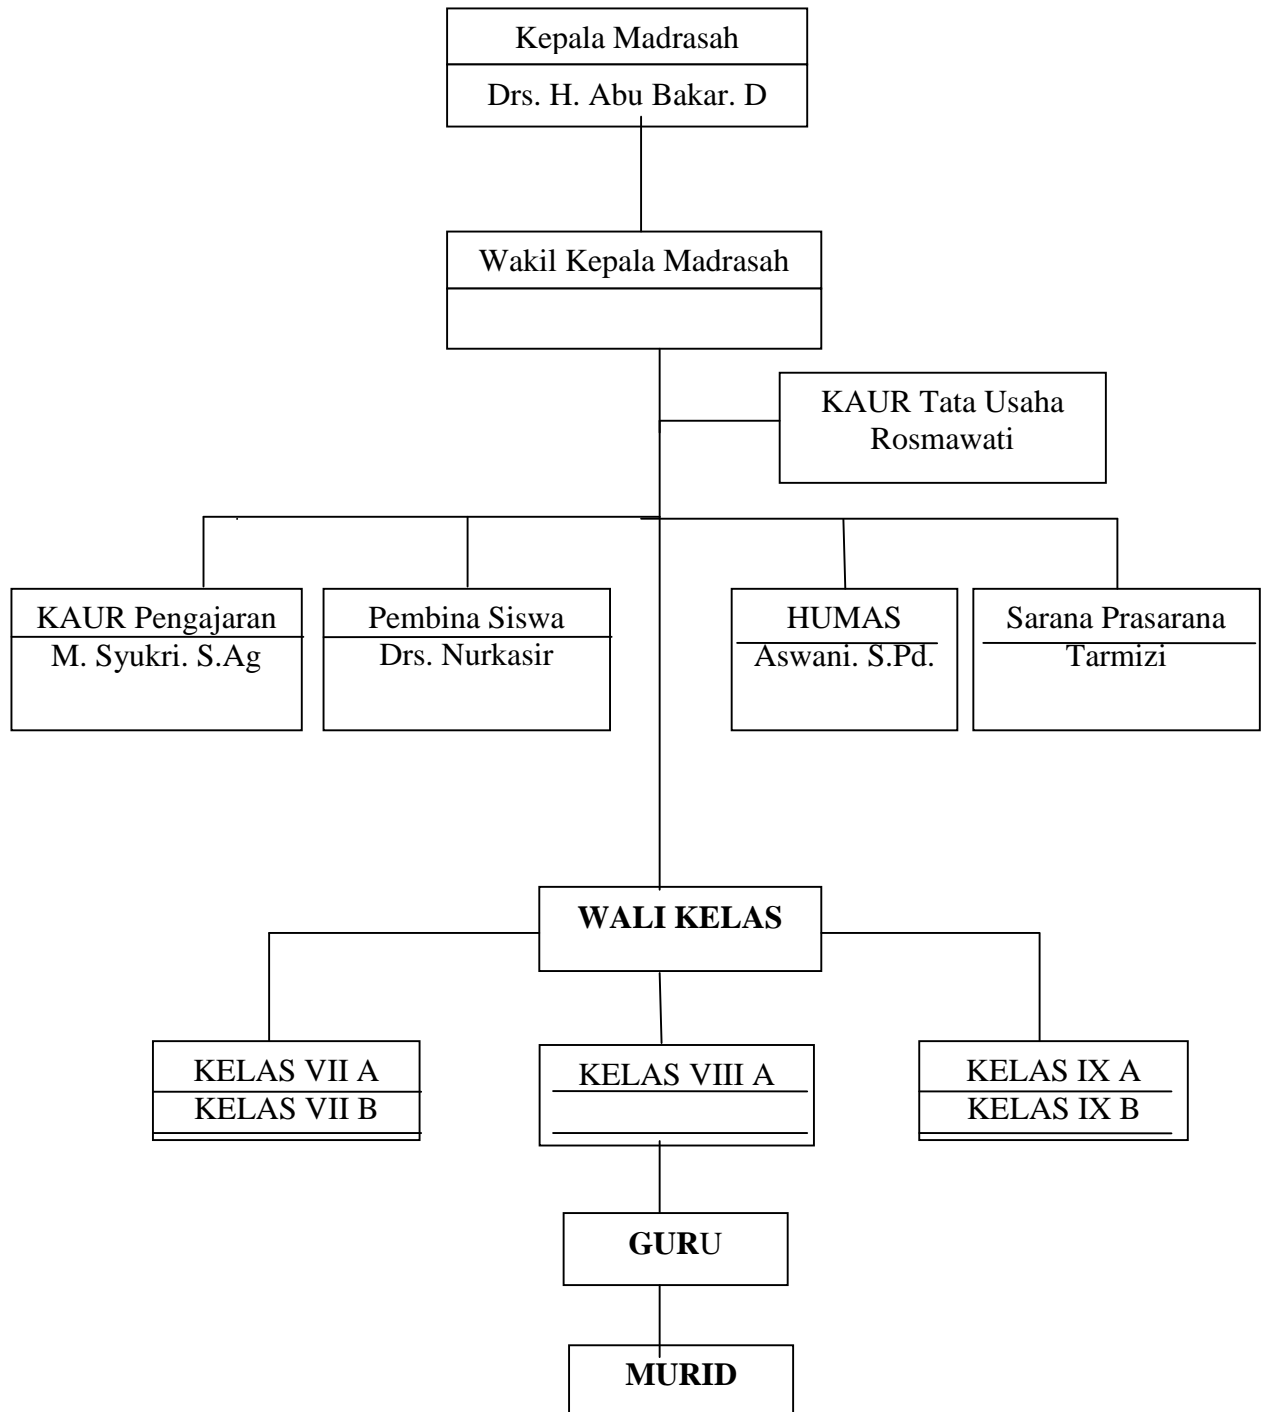 Kepala Madrasah
Drs. H. Abu Bakar. D
Wakil Kepala Madrasah
KAUR Tata Usaha
Rosmawati
KAUR Pengajaran
M. Syukri. S.Ag
Pembina Siswa
Drs. Nurkasir
HUMAS
Aswani. S.Pd.
Sarana Prasarana
Tarmizi
WALI KELAS
KELAS VII A
KELAS VII B
KELAS VIII A
KELAS IX A
KELAS IX B
GURU
MURID